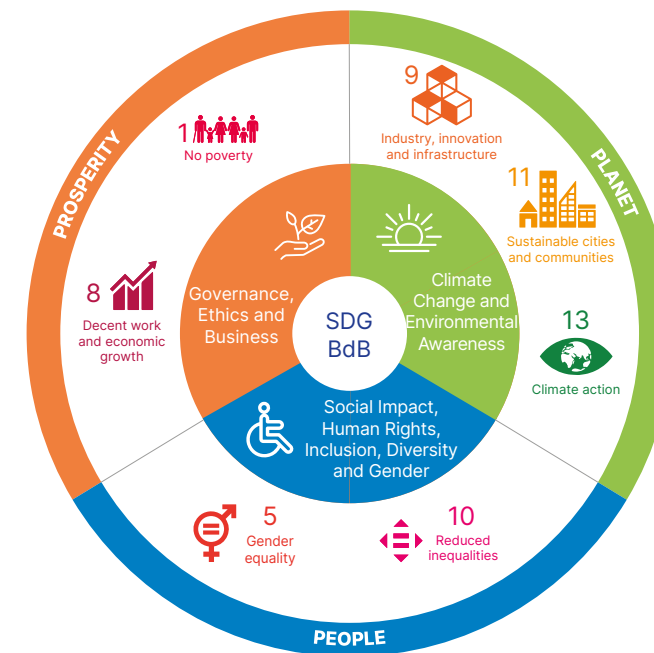 PROSPERITY
PLANET
PEOPLE
1
No poverty
8
Decent work
and economic
growth
9
Industry, innovation
and infrastructure
11
Sustainable cities
and communities
13
Climate action
5
Gender
equality
10
Reduced
inequalities
Governance,
Ethics and
Business
Climate
Change and
Environmental
Awareness
Social Impact,
Human Rights,
Inclusion, Diversity
and Gender
SDG
BdB